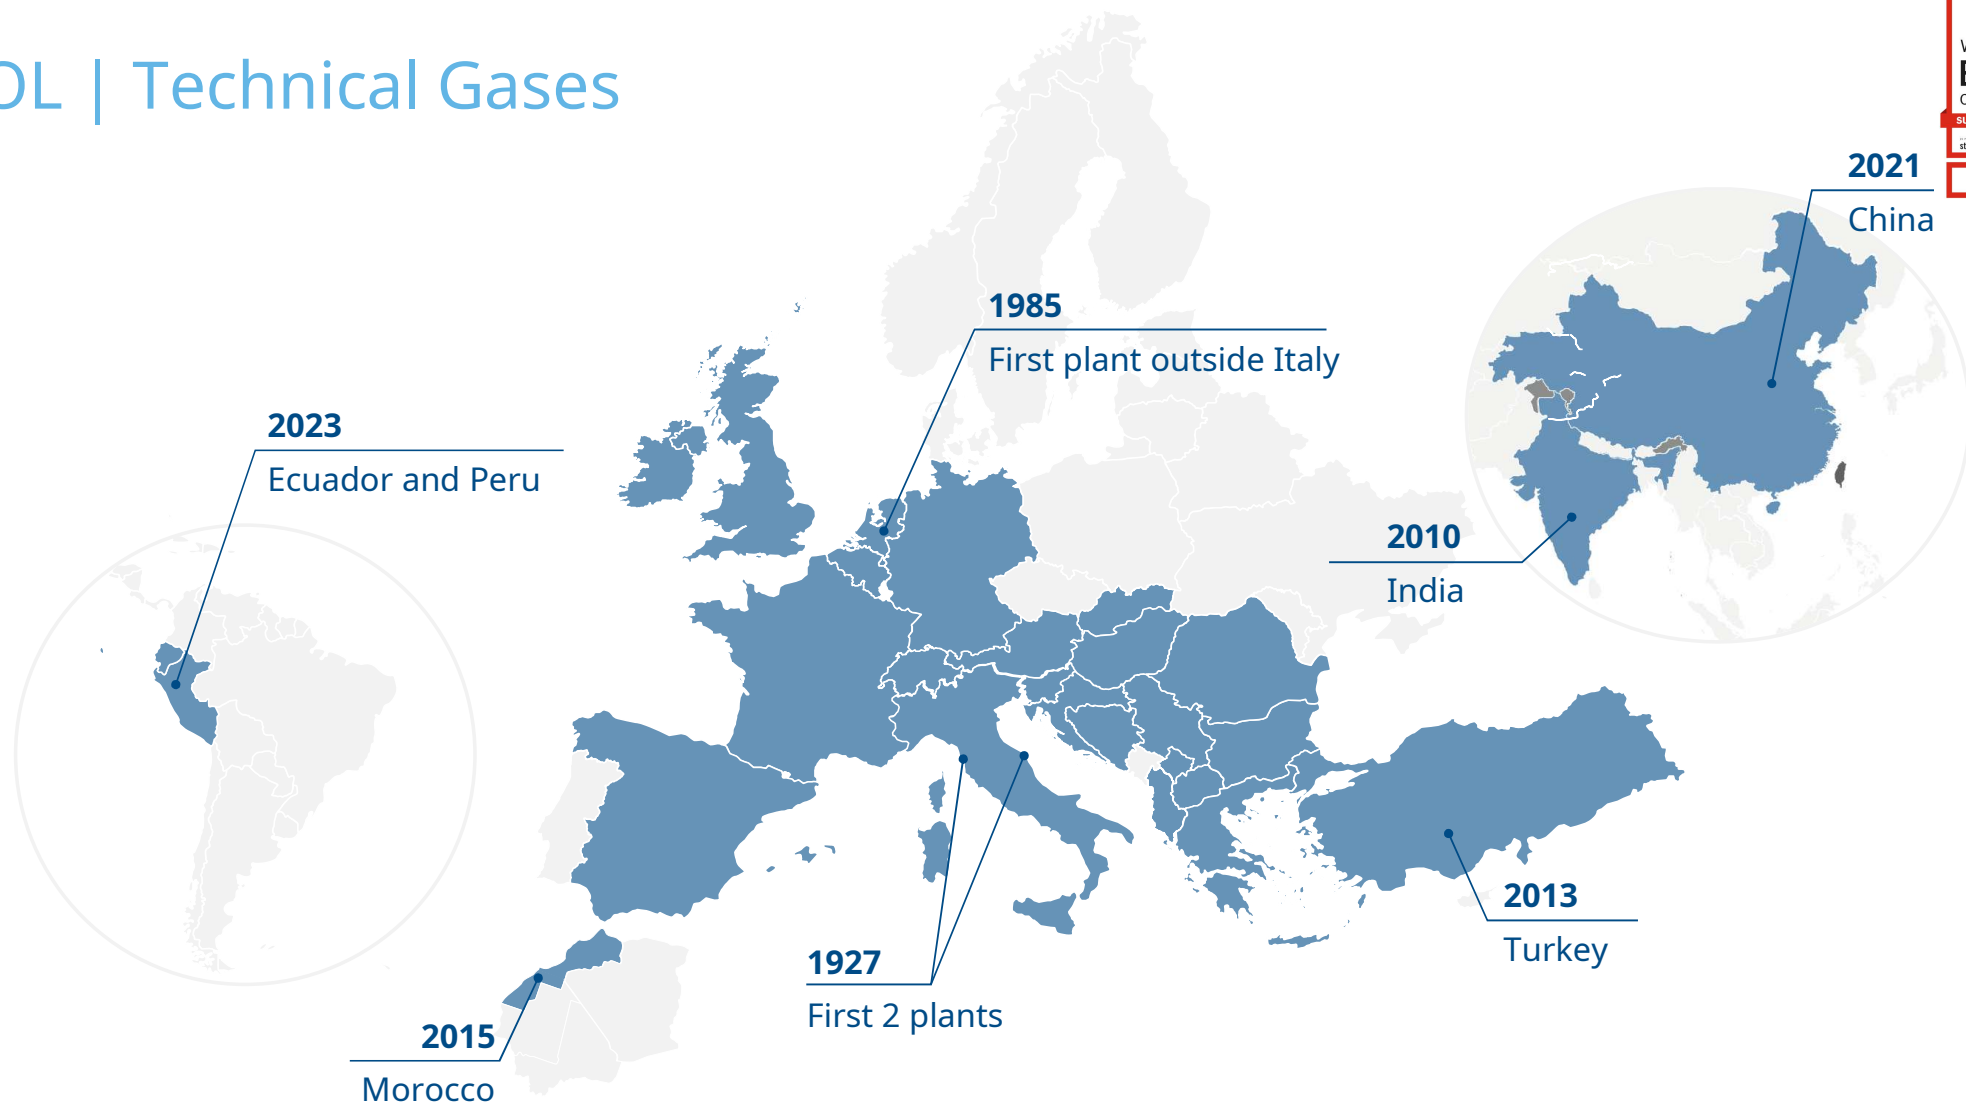 OL | Technical Gases
2021
China
1985
First plant outside Italy
2023
Ecuador and Peru
2010
India
2013
Turkey
1927
First 2 plants
2015
Morocco